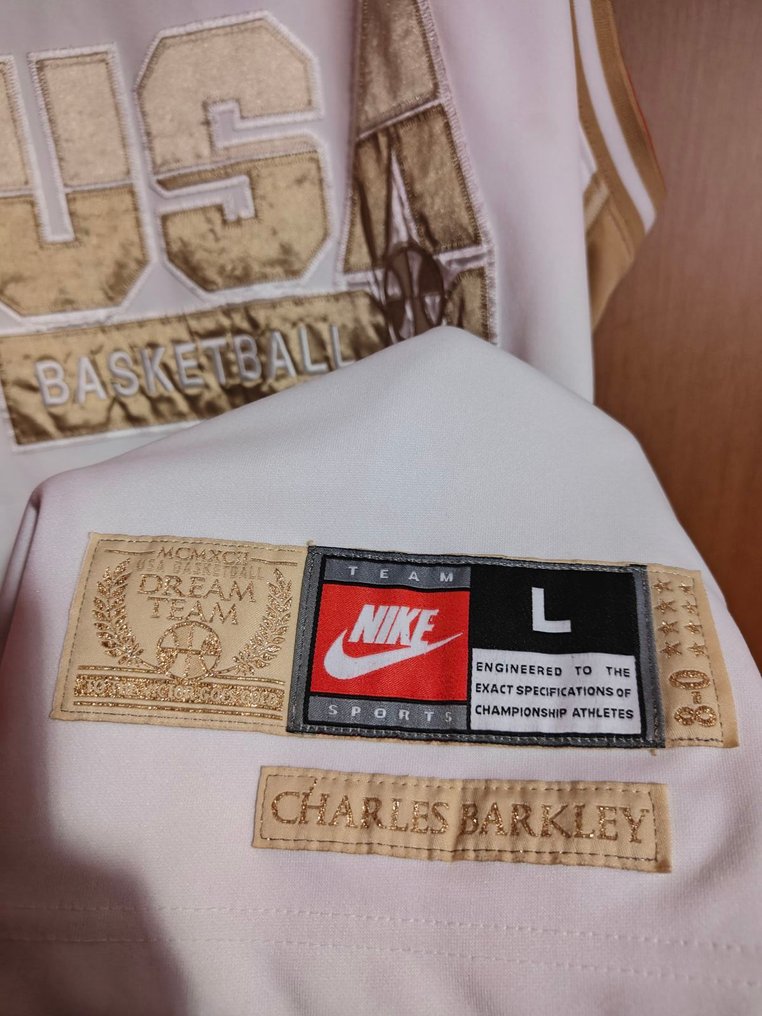 USA
BASKETBALL
MCMXCII
USA BASKETBALL
DREAM
TEAM
TEAM
NIKE
SPORTS
L
ENGINEERED TO THE
EXACT SPECIFICATIONS OF
CHAMPIONSHIP ATHLETES
8-0
CHARLES BARKLEY